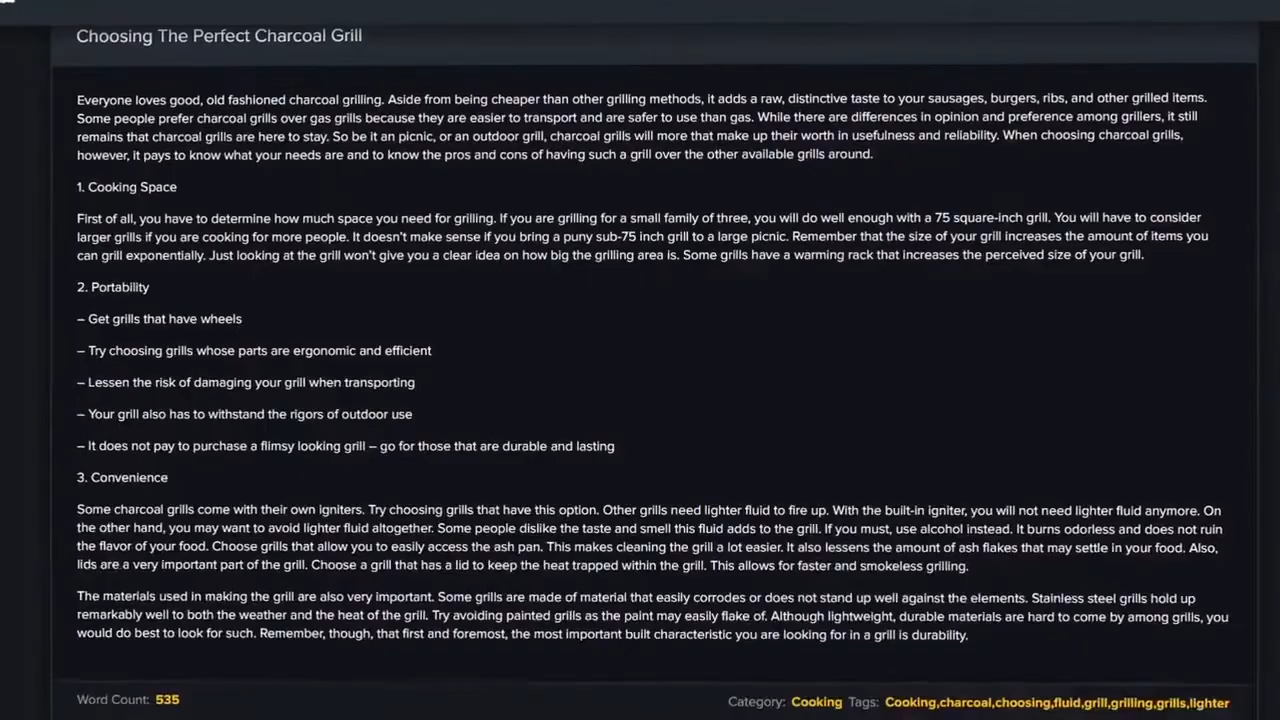 Choosing The Perfect Charcoal Grill
Everyone loves good, old fashioned charcoal grilling. Aside from being cheaper than other grilling methods, it adds a raw, distinctive taste to your sausages, burgers, ribs, and other grilled items.
Some people prefer charcoal grills over gas grills because they are easier to transport and are safer to use than gas. While there are differences in opinion and preference among grillers, it still
remains that charcoal grills are here to stay. So be it an picnic, or an outdoor grill, charcoal grills will more that make up their worth in usefulness and reliability. When choosing charcoal grills,
however, it pays to know what your needs are and to know the pros and cons of having such a grill over the other available grills around.
1. Cooking Space
First of all, you have to determine how much space you need for grilling. If you are grilling for a small family of three, you will do well enough with a 75 square-inch grill. You will have to consider
larger grills if you are cooking for more people. It doesn't make sense if you bring a puny sub-75 inch grill to a large picnic. Remember that the size of your grill increases the amount of items you
can grill exponentially. Just looking at the grill won't give you a clear idea on how big the grilling area is. Some grills have a warming rack that increases the perceived size of your grill.
2. Portability
– Get grills that have wheels
– Try choosing grills whose parts are ergonomic and efficient
– Lessen the risk of damaging your grill when transporting
– Your grill also has to withstand the rigors of outdoor use
– It does not pay to purchase a flimsy looking grill – go for those that are durable and lasting
3. Convenience
Some charcoal grills come with their own igniters. Try choosing grills that have this option. Other grills need lighter fluid to fire up. With the built-in igniter, you will not need lighter fluid anymore. On
the other hand, you may want to avoid lighter fluid altogether. Some people dislike the taste and smell this fluid adds to the grill. If you must, use alcohol instead. It burns odorless and does not ruin
the flavor of your food. Choose grills that allow you to easily access the ash pan. This makes cleaning the grill a lot easier. It also lessens the amount of ash flakes that may settle in your food. Also,
lids are a very important part of the grill. Choose a grill that has a lid to keep the heat trapped within the grill. This allows for faster and smokeless grilling.
The materials used in making the grill are also very important. Some grills are made of material that easily corrodes or does not stand up well against the elements. Stainless steel grills hold up
remarkably well to both the weather and the heat of the grill. Try avoiding painted grills as the paint may easily flake of. Although lightweight, durable materials are hard to come by among grills, you
would do best to look for such. Remember, though, that first and foremost, the most important built characteristic you are looking for in a grill is durability.
Word Count: 535
Category: Cooking Tags: Cooking,charcoal,choosing,fluid,grill,grilling,grills,lighter